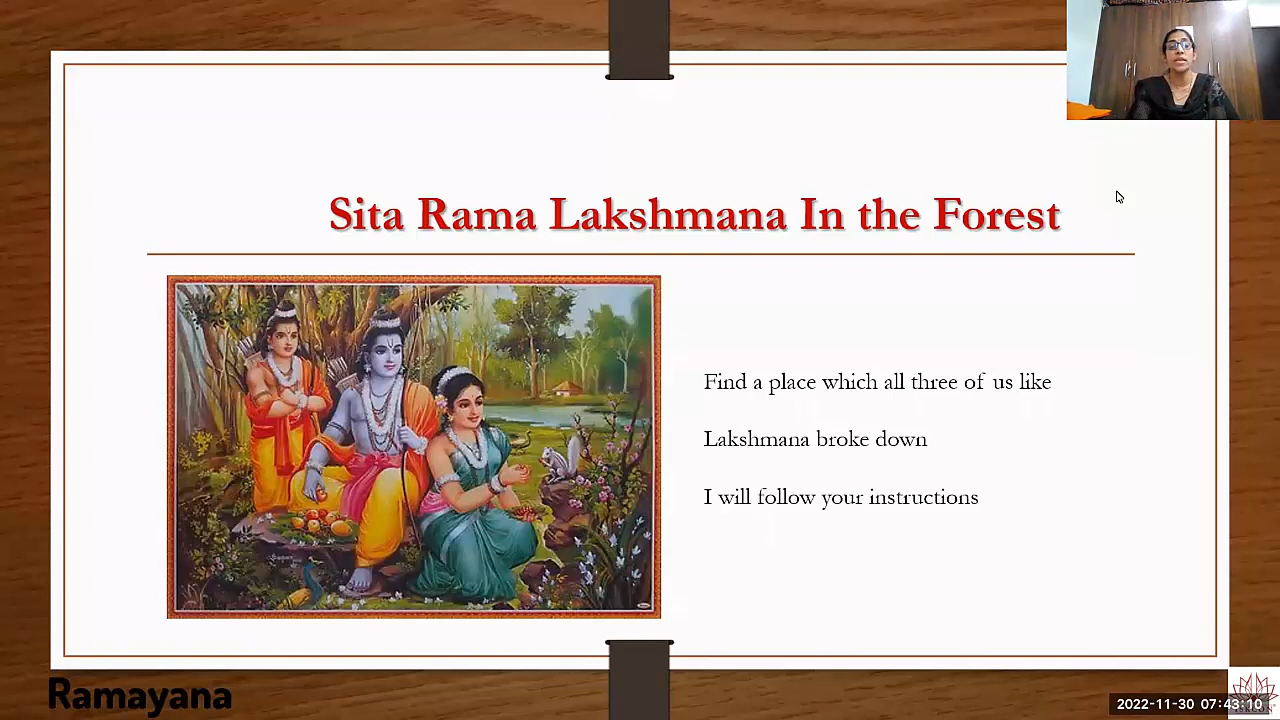 Sita Rama Lakshmana In the Forest
Find a place which all three of us like
Lakshmana broke down
I will follow your instructions
Ramayana
2022-11-30 07:43:10